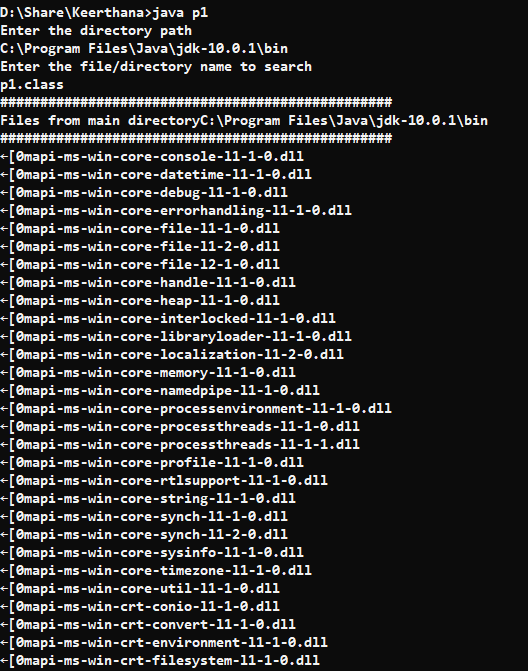 D:\Share\Keerthana>java p1
Enter the directory path
C:\Program Files\Java\jdk-10.0.1\bin
Enter the file/directory name to search
p1.class
#################################################
Files from main directoryC:\Program Files\Java\jdk-10.0.1\bin
#################################################
←[0mapi-ms-win-core-console-l1-1-0.dll
←[0mapi-ms-win-core-datetime-l1-1-0.dll
←[0mapi-ms-win-core-debug-l1-1-0.dll
←[0mapi-ms-win-core-errorhandling-l1-1-0.dll
←[0mapi-ms-win-core-file-l1-1-0.dll
←[0mapi-ms-win-core-file-l1-2-0.dll
←[0mapi-ms-win-core-file-l2-1-0.dll
←[0mapi-ms-win-core-handle-l1-1-0.dll
←[0mapi-ms-win-core-heap-l1-1-0.dll
←[0mapi-ms-win-core-interlocked-l1-1-0.dll
←[0mapi-ms-win-core-libraryloader-l1-1-0.dll
←[0mapi-ms-win-core-localization-l1-2-0.dll
←[0mapi-ms-win-core-memory-l1-1-0.dll
←[0mapi-ms-win-core-namedpipe-l1-1-0.dll
←[0mapi-ms-win-core-processenvironment-l1-1-0.dll
←[0mapi-ms-win-core-processthreads-l1-1-0.dll
←[0mapi-ms-win-core-processthreads-l1-1-1.dll
←[0mapi-ms-win-core-profile-l1-1-0.dll
←[0mapi-ms-win-core-rtlsupport-l1-1-0.dll
←[0mapi-ms-win-core-string-l1-1-0.dll
←[0mapi-ms-win-core-synch-l1-1-0.dll
←[0mapi-ms-win-core-synch-l1-2-0.dll
←[0mapi-ms-win-core-sysinfo-l1-1-0.dll
←[0mapi-ms-win-core-timezone-l1-1-0.dll
←[0mapi-ms-win-core-util-l1-1-0.dll
←[0mapi-ms-win-crt-conio-l1-1-0.dll
←[0mapi-ms-win-crt-convert-l1-1-0.dll
←[0mapi-ms-win-crt-environment-l1-1-0.dll
←[0mapi-ms-win-crt-filesystem-l1-1-0.dll